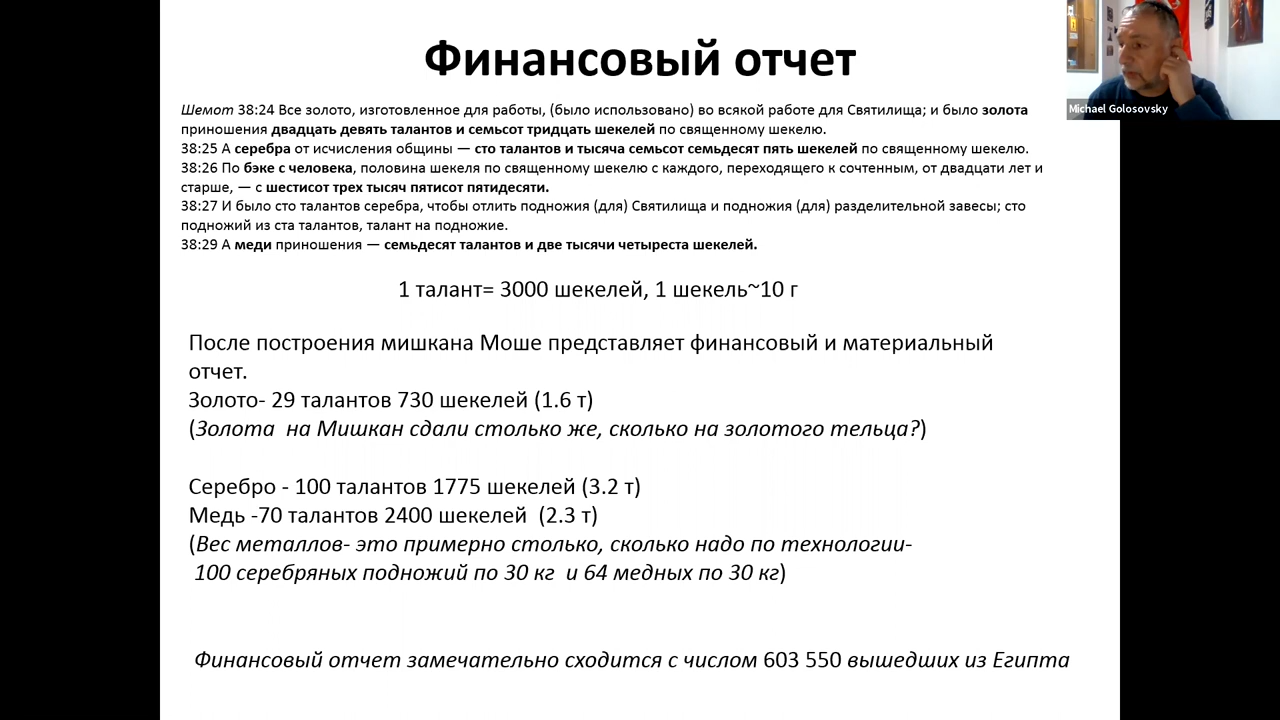 Финансовый отчет
Шемот 38:24 Все золото, изготовленное для работы, (было использовано) во всякой работе для Святилища; и было золота
приношения двадцать девять талантов и семьсот тридцать шекелей по священному шекелю.
38:25 А серебра от исчисления общины — сто талантов и тысяча семьсот семьдесят пять шекелей по священному шекелю.
38:26 По бэке с человека, половина шекеля по священному шекелю с каждого, переходящего к сочтенным, от двадцати лет и
старше, — с шестисот трех тысяч пятисот пятидесяти.
38:27 И было сто талантов серебра, чтобы отлить подножия (для) Святилища и подножия (для) разделительной завесы; сто
подножий из ста талантов, талант на подножие.
38:29 А меди приношения — семьдесят талантов и две тысячи четыреста шекелей.
1 талант= 3000 шекелей, 1 шекель~10 г
После построения мишкана Моше представляет финансовый и материальный
отчет.
Золото- 29 талантов 730 шекелей (1.6 т)
(Золота на Мишкан сдали столько же, сколько на золотого тельца?)
Серебро - 100 талантов 1775 шекелей (3.2 т)
Медь -70 талантов 2400 шекелей (2.3 т)
(Вес металлов- это примерно столько, сколько надо по технологии-
100 серебряных подножий по 30 кг и 64 медных по 30 кг)
Финансовый отчет замечательно сходится с числом 603 550 вышедших из Египта
Michael Golosovsky